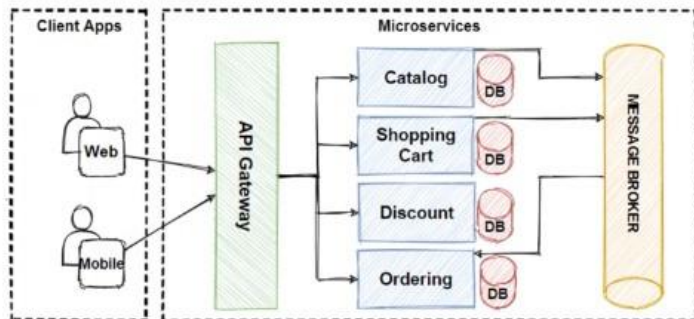 Client Apps
Microservices
Web
Mobile
API Gateway
Catalog
DB
Shopping
Cart
DB
Discount
DB
Ordering
DB
MESSAGE BROKER